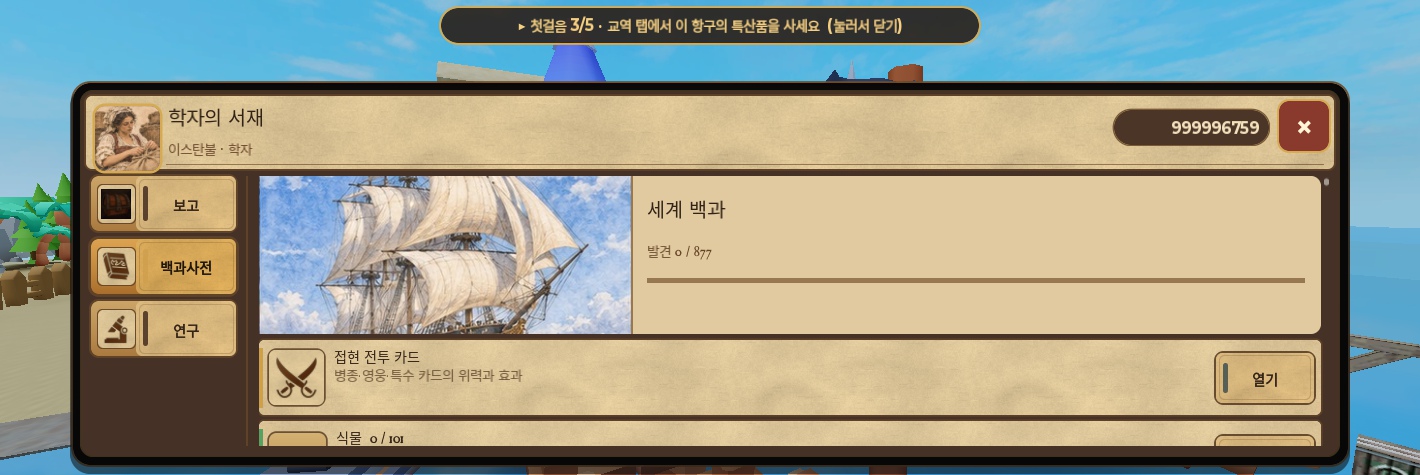 ▸ 첫걸음 3/5 · 교역 탭에서 이 항구의 특산품을 사세요 (눌러서 닫기)
학자의 서재
이스탄불 · 학자
999996759
×
보고
백과사전
연구
세계 백과
발견 0 / 877
접현 전투 카드
병종·영웅·특수 카드의 위력과 효과
열기
식물 0 / 101